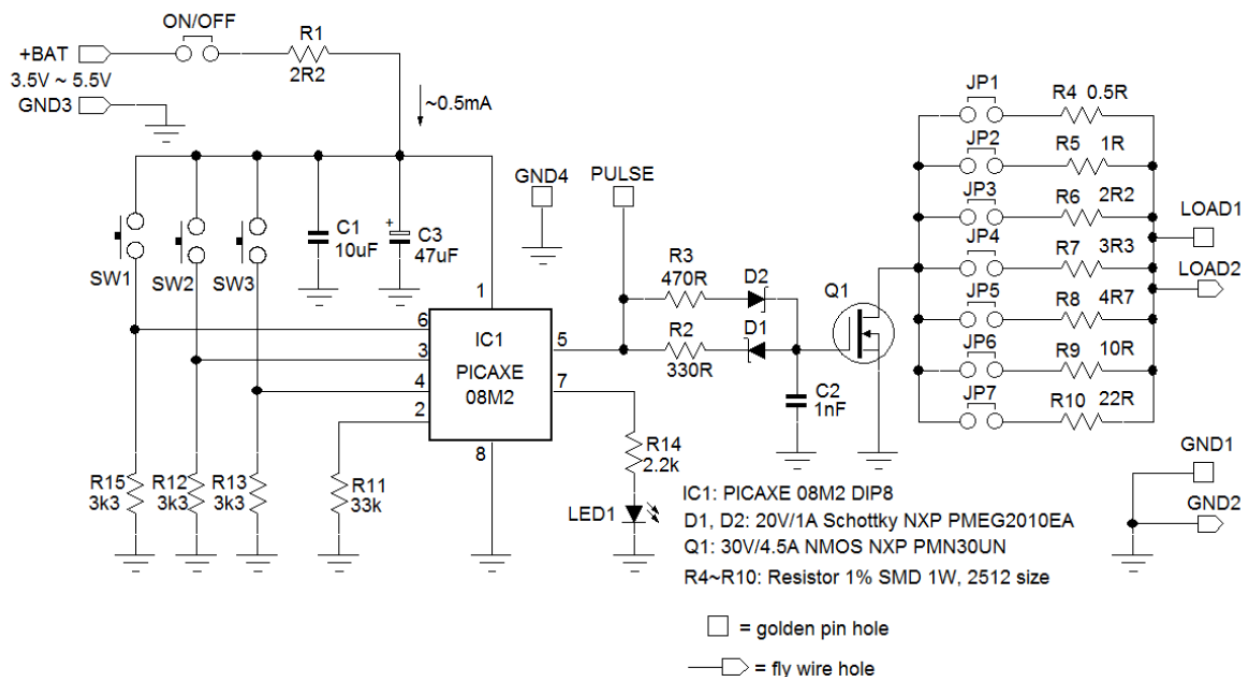 ON/OFF
R1
+BAT
2R2
3.5V ~ 5.5V
GND3
~0.5mA
JP1
R4 0.5R
JP2
R5 1R
GND4
PULSE
JP3
R6 2R2
LOAD1
C1
10uF
+
C3
47uF
SW1
SW2
SW3
R3
470R
D2
Q1
JP4
R7 3R3
LOAD2
1
D1
JP5
R8 4R7
6
IC1
5
R2
330R
3
PICAXE
JP6
R9 10R
4
08M2
7
C2
1nF
JP7
R10 22R
2
8
R14
2.2k
GND1
R15
3k3
R12
3k3
R13
3k3
R11
33k
LED1
GND2
IC1: PICAXE 08M2 DIP8
D1, D2: 20V/1A Schottky NXP PMEG2010EA
Q1: 30V/4.5A NMOS NXP PMN30UN
R4~R10: Resistor 1% SMD 1W, 2512 size
= golden pin hole
= fly wire hole